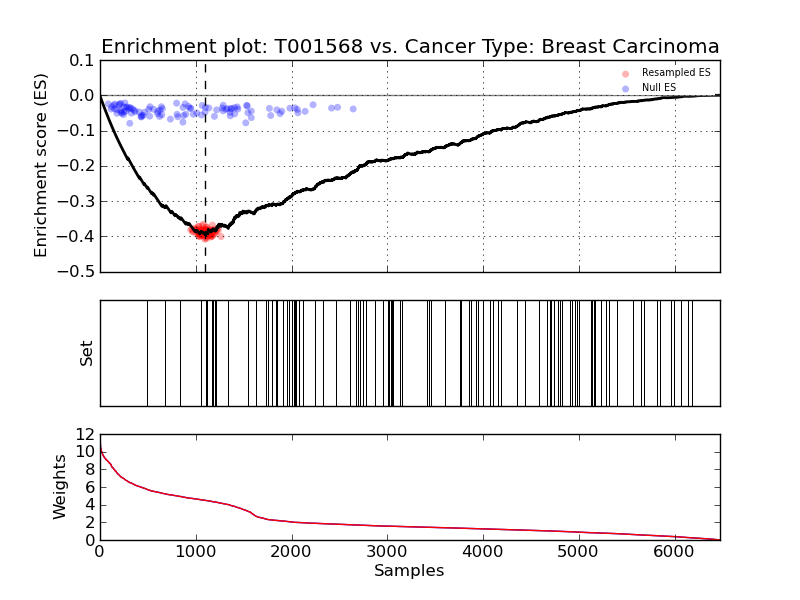 Enrichment plot: T001568 vs. Cancer Type: Breast Carcinoma
Enrichment score (ES)
0.1
0.0
−0.1
−0.2
−0.3
−0.4
−0.5
Resampled ES
Null ES
Set
Weights
12
10
8
6
4
2
0
0 1000 2000 3000 4000 5000 6000
Samples